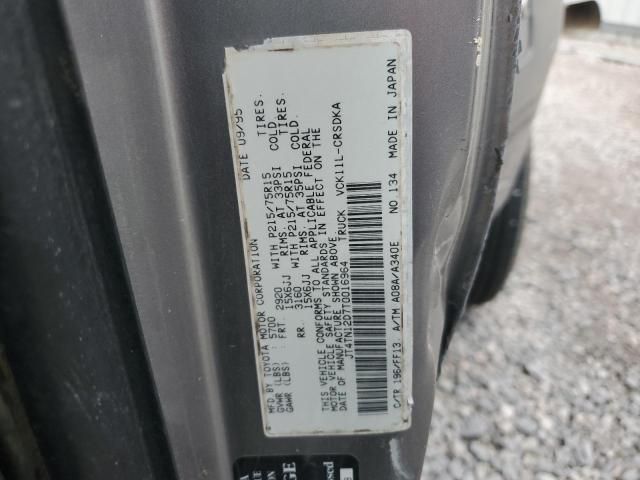 MFD BY TOYOTA MOTOR CORPORATION DATE 09/95
GVWR (LBS) : 5700
GAWR (LBS) FRT. 2920 WITH P215/75R15 TIRES.
15X6JJ RIMS. AT 33PSI COLD
RR. 3160 WITH P215/75R15 TIRES.
15X6JJ RIMS. AT 35PSI COLD.
THIS VEHICLE CONFORMS TO ALL APPLICABLE FEDERAL
MOTOR VEHICLE SAFETY STANDARDS IN EFFECT ON THE
DATE OF MANUFACTURE SHOWN ABOVE.
JT4TN12D7T0016964 TRUCK VCK11L-CRSDKA
C/TR 196/FF13 A/TM A08A/A340E NO.134 MADE IN JAPAN